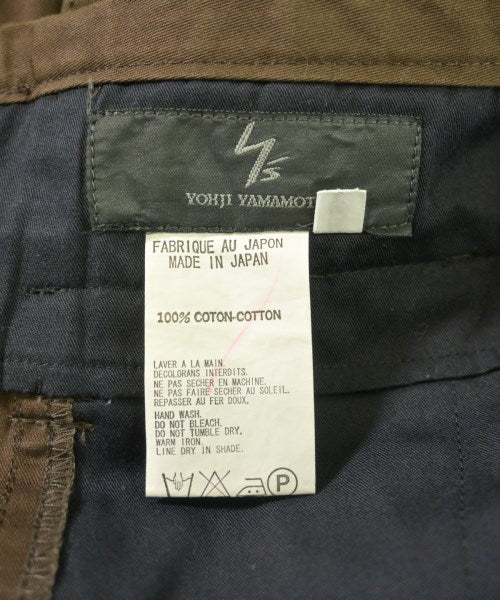 Y's
YOHJI YAMAMOT
FABRIQUE AU JAPON
MADE IN JAPAN
100% COTON-COTTON
LAVER A LA MAIN.
DECOLORANS INTERDITS.
NE PAS SECHER EN MACHINE.
NE PAS FAIRE SECHER AU SOLEIL.
REPASSER AU FER DOUX.
HAND WASH.
DO NOT BLEACH.
DO NOT TUMBLE DRY.
WARM IRON.
LINE DRY IN SHADE.
P